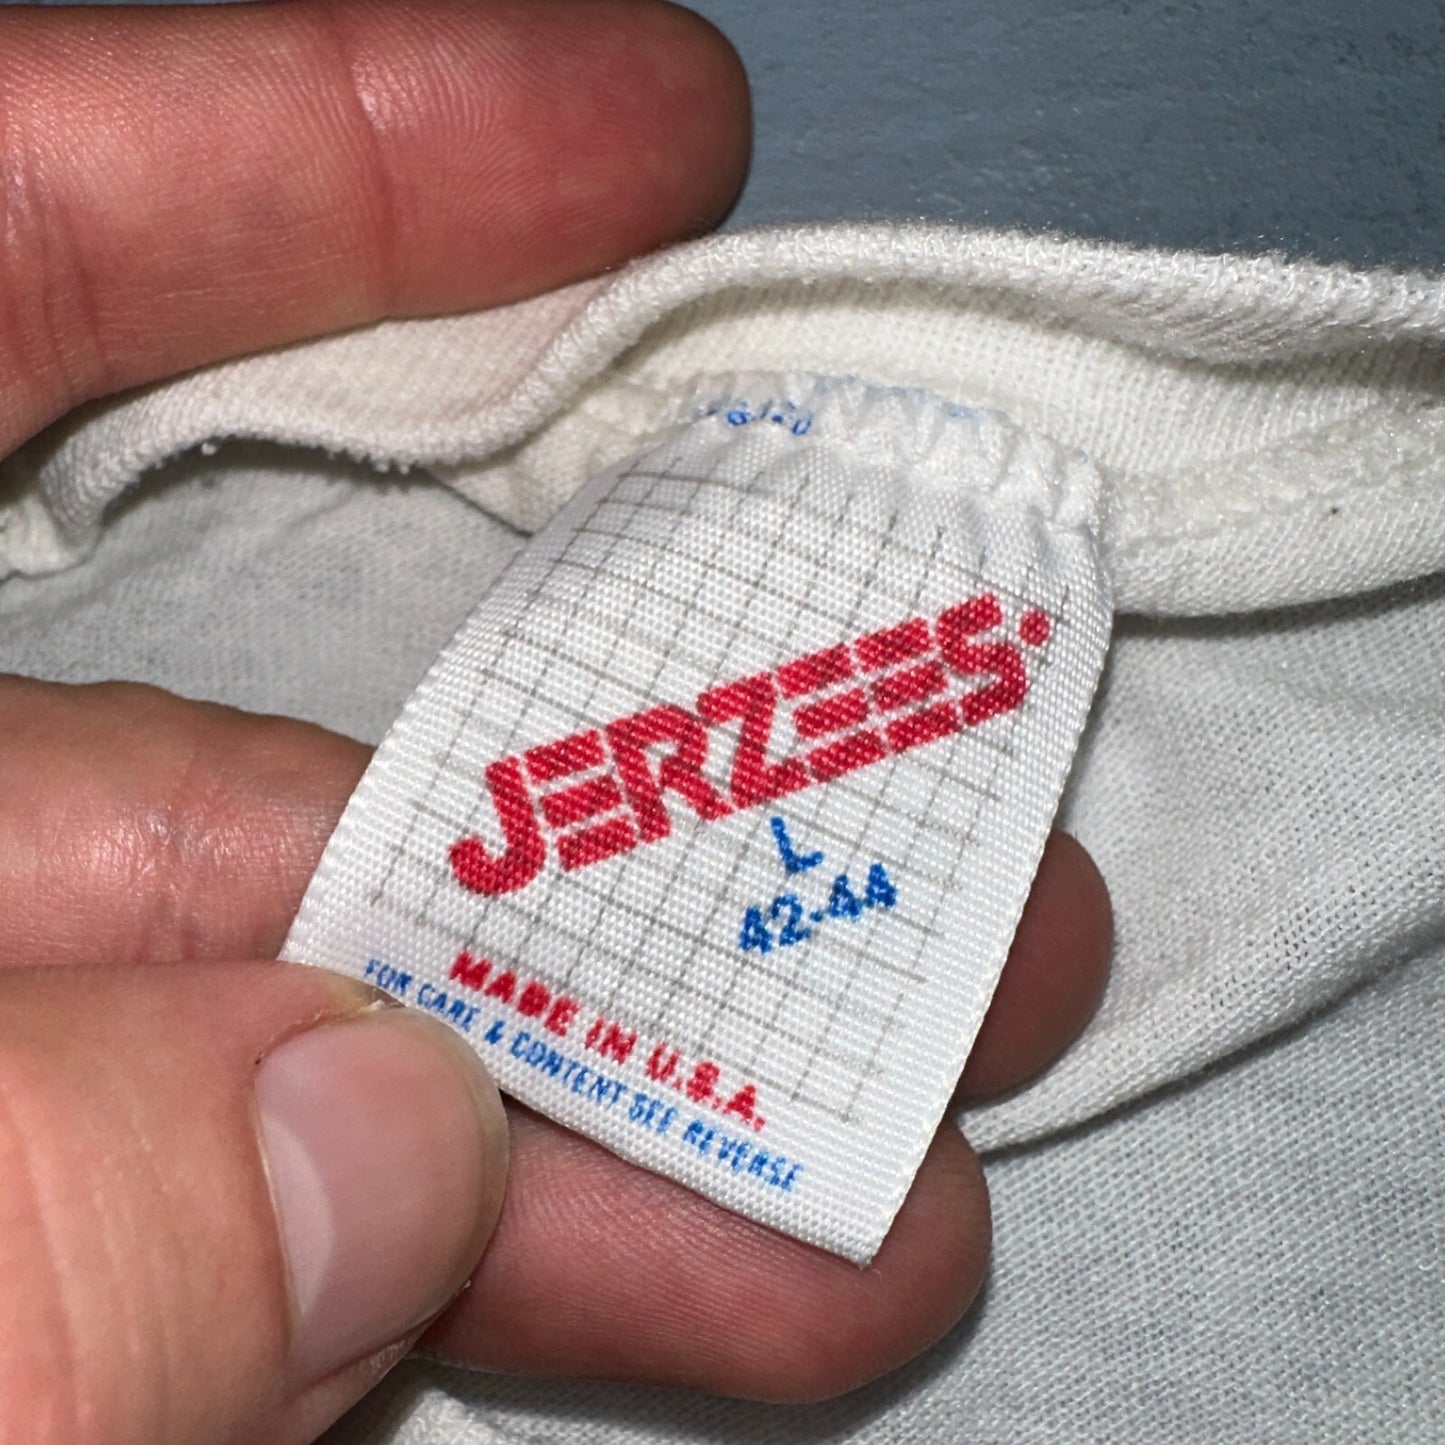 JERZEES
L
42-44
MADE IN U.S.A.
FOR CARE & CONTENT SEE REVERSE